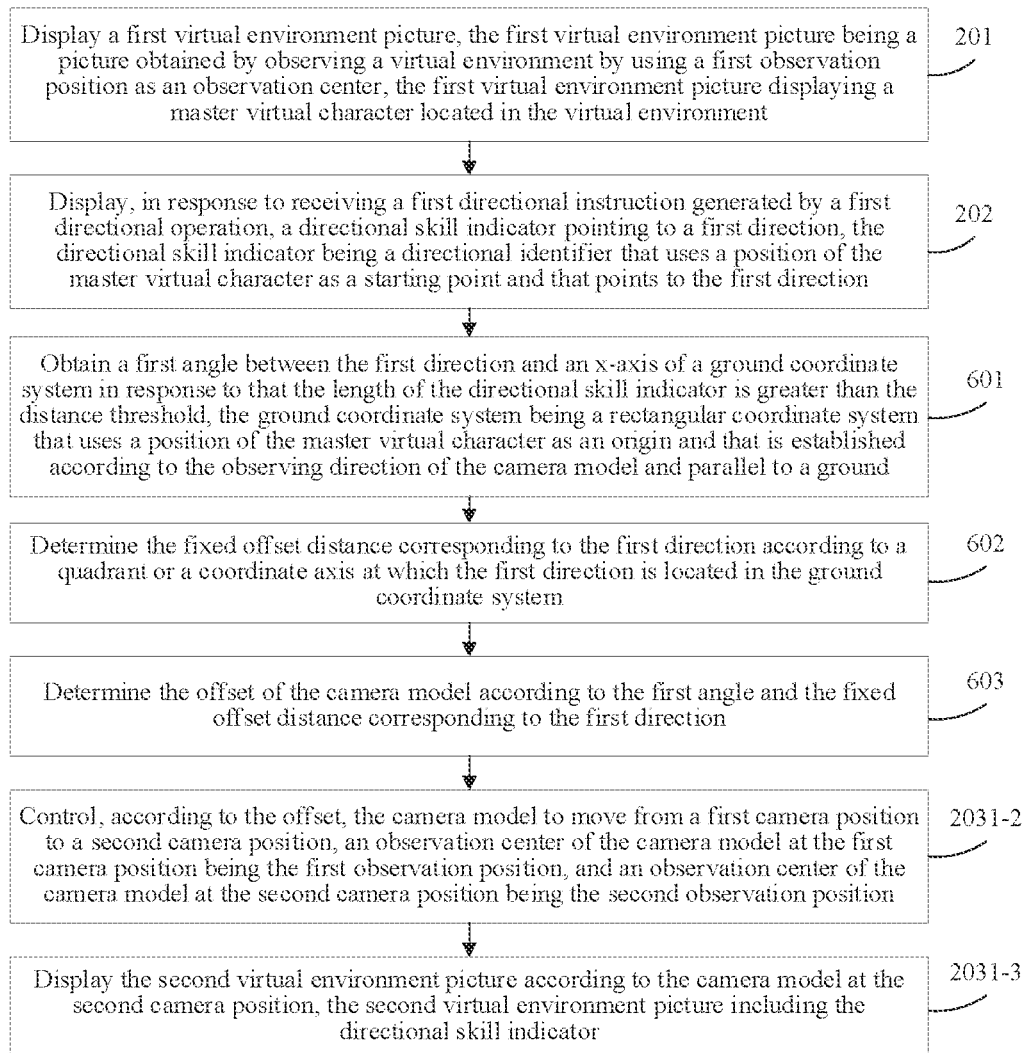 Display a first virtual environment picture, the first virtual environment picture being a
picture obtained by observing a virtual environment by using a first observation
position as an observation center, the first virtual environment picture displaying a
master virtual character located in the virtual environment
201
Display, in response to receiving a first directional instruction generated by a first
directional operation, a directional skill indicator pointing to a first direction, the
directional skill indicator being a directional identifier that uses a position of the
master virtual character as a starting point and that points to the first direction
202
Obtain a first angle between the first direction and an x-axis of a ground coordinate
system in response to that the length of the directional skill indicator is greater than the
distance threshold, the ground coordinate system being a rectangular coordinate system
that uses a position of the master virtual character as an origin and that is established
according to the observing direction of the camera model and parallel to a ground
601
Determine the fixed offset distance corresponding to the first direction according to a
quadrant or a coordinate axis at which the first direction is located in the ground
coordinate system
602
Determine the offset of the camera model according to the first angle and the fixed
offset distance corresponding to the first direction
603
Control, according to the offset, the camera model to move from a first camera position
to a second camera position, an observation center of the camera model at the first
camera position being the first observation position, and an observation center of the
camera model at the second camera position being the second observation position
2031-2
Display the second virtual environment picture according to the camera model at the
second camera position, the second virtual environment picture including the
directional skill indicator
2031-3